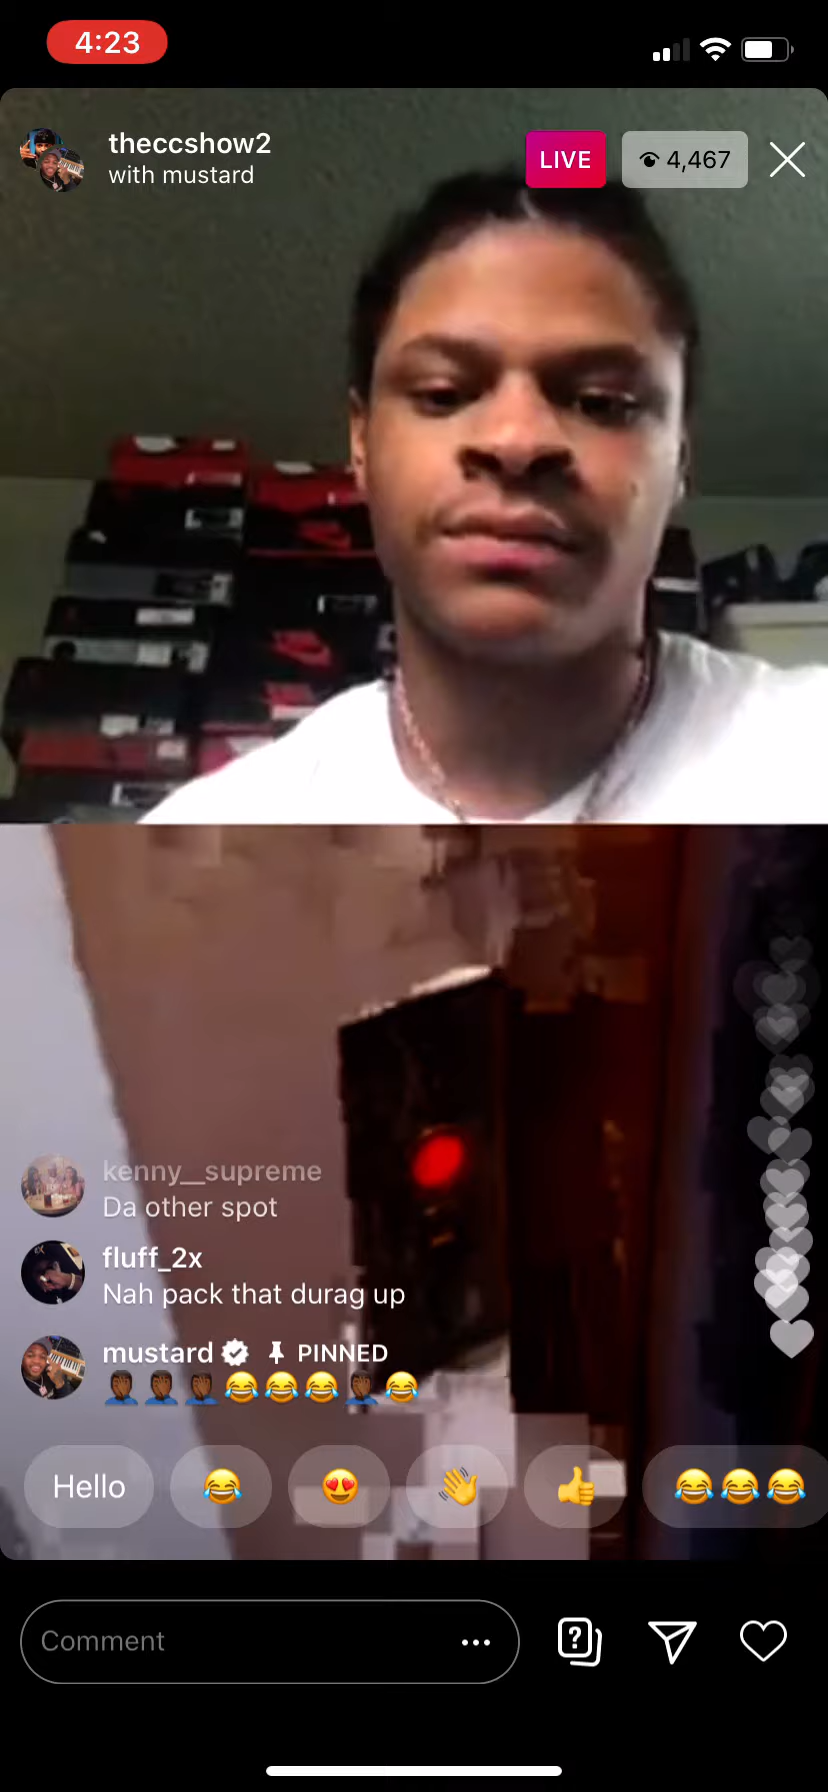 4:23
theccshow2
with mustard
LIVE
4,467
kenny__supreme
Da other spot
fluff_2x
Nah pack that durag up
mustard PINNED
🤦🏾‍♂️🤦🏾‍♂️🤦🏾‍♂️😂😂😂🤦🏾‍♂️😂
Hello 😂 😍 👋 👍 😂😂😂
Comment